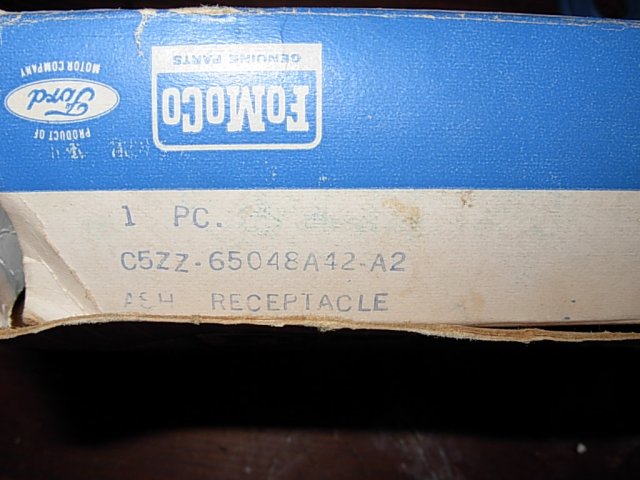 PRODUCT OF
Ford
MOTOR COMPANY
FoMoCo
GENUINE PARTS
1 PC.
C5ZZ-65048A42-A2
ASH RECEPTACLE